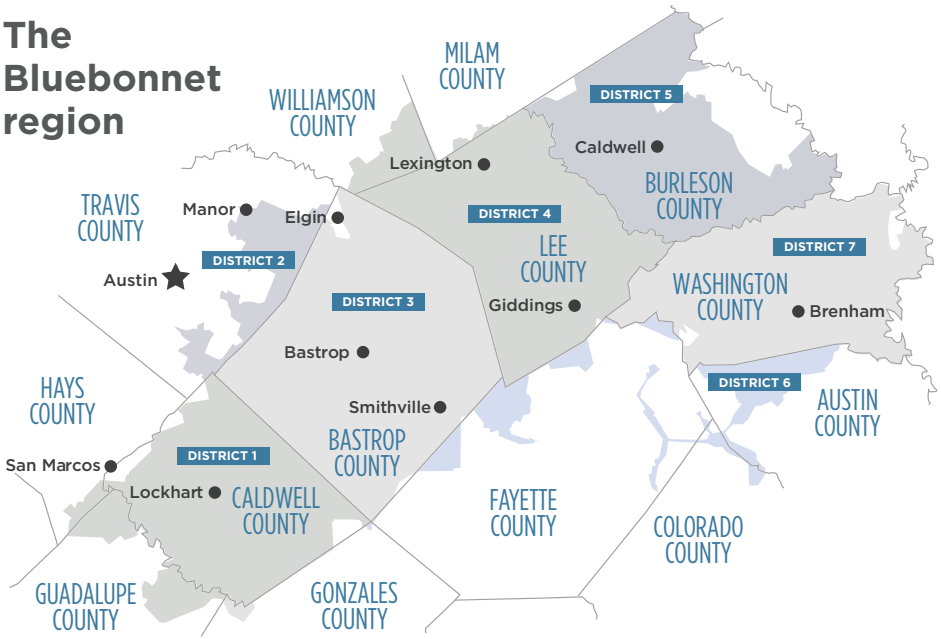 The
Bluebonnet
region
MILAM
COUNTY
WILLIAMSON
COUNTY
DISTRICT 5
Caldwell
Lexington
BURLESON
COUNTY
TRAVIS
COUNTY
Manor
Elgin
DISTRICT 4
DISTRICT 2
LEE
COUNTY
DISTRICT 7
Austin
WASHINGTON
COUNTY
DISTRICT 3
Giddings
Brenham
Bastrop
DISTRICT 6
HAYS
COUNTY
AUSTIN
COUNTY
Smithville
BASTROP
COUNTY
DISTRICT 1
San Marcos
Lockhart
CALDWELL
COUNTY
FAYETTE
COUNTY
COLORADO
COUNTY
GUADALUPE
COUNTY
GONZALES
COUNTY